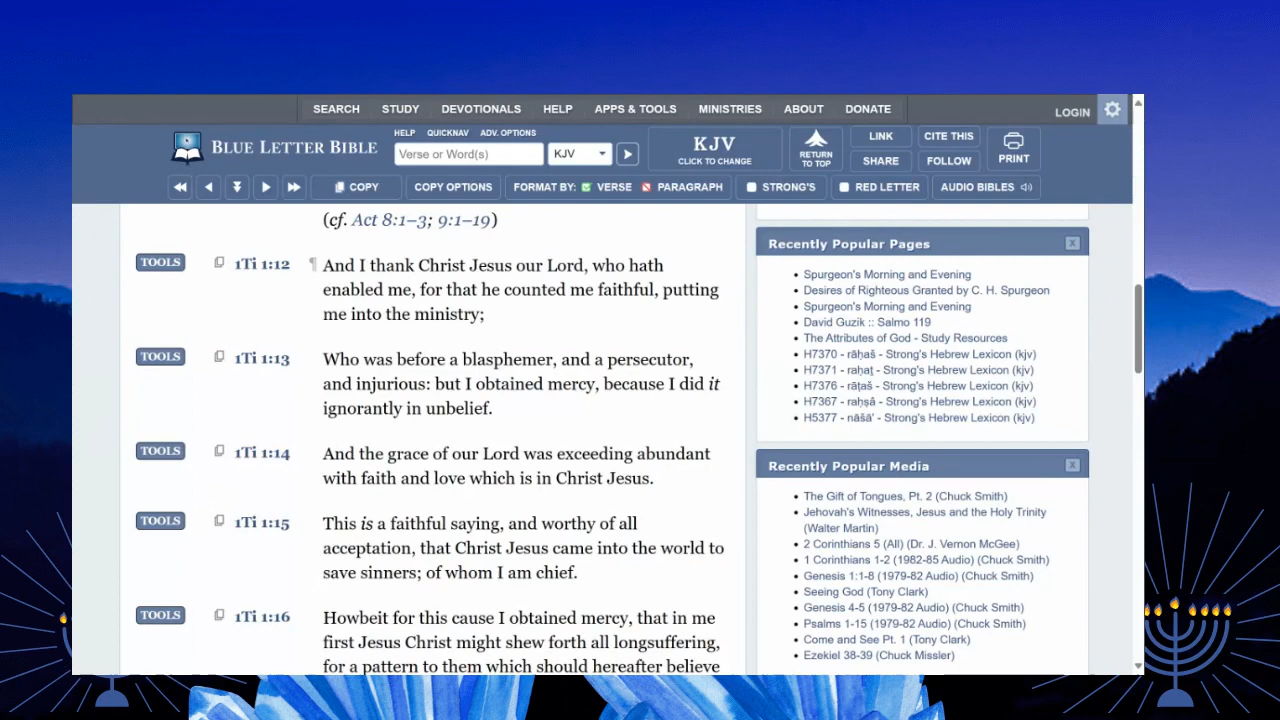 SEARCH STUDY DEVOTIONALS HELP APPS & TOOLS MINISTRIES ABOUT DONATE LOGIN
BLUE LETTER BIBLE
HELP QUICKNAV ADV. OPTIONS
Verse or Word(s) KJV
KJV
CLICK TO CHANGE
RETURN
TO TOP
LINK CITE THIS
SHARE FOLLOW
PRINT
COPY COPY OPTIONS FORMAT BY: VERSE PARAGRAPH STRONG'S RED LETTER AUDIO BIBLES
(cf. Act 8:1–3; 9:1–19)
TOOLS 1Ti 1:12 ¶ And I thank Christ Jesus our Lord, who hath
enabled me, for that he counted me faithful, putting
me into the ministry;
TOOLS 1Ti 1:13 Who was before a blasphemer, and a persecutor,
and injurious: but I obtained mercy, because I did it
ignorantly in unbelief.
TOOLS 1Ti 1:14 And the grace of our Lord was exceeding abundant
with faith and love which is in Christ Jesus.
TOOLS 1Ti 1:15 This is a faithful saying, and worthy of all
acceptation, that Christ Jesus came into the world to
save sinners; of whom I am chief.
TOOLS 1Ti 1:16 Howbeit for this cause I obtained mercy, that in me
first Jesus Christ might shew forth all longsuffering,
for a pattern to them which should hereafter believe
Recently Popular Pages X
• Spurgeon's Morning and Evening
• Desires of Righteous Granted by C. H. Spurgeon
• Spurgeon's Morning and Evening
• David Guzik :: Salmo 119
• The Attributes of God - Study Resources
• H7370 - rāḥaš - Strong's Hebrew Lexicon (kjv)
• H7371 - raḥaṯ - Strong's Hebrew Lexicon (kjv)
• H7376 - rāṭaš - Strong's Hebrew Lexicon (kjv)
• H7367 - raḥṣâ - Strong's Hebrew Lexicon (kjv)
• H5377 - nāšā' - Strong's Hebrew Lexicon (kjv)
Recently Popular Media X
• The Gift of Tongues, Pt. 2 (Chuck Smith)
• Jehovah's Witnesses, Jesus and the Holy Trinity
(Walter Martin)
• 2 Corinthians 5 (All) (Dr. J. Vernon McGee)
• 1 Corinthians 1-2 (1982-85 Audio) (Chuck Smith)
• Genesis 1:1-8 (1979-82 Audio) (Chuck Smith)
• Seeing God (Tony Clark)
• Genesis 4-5 (1979-82 Audio) (Chuck Smith)
• Psalms 1-15 (1979-82 Audio) (Chuck Smith)
• Come and See Pt. 1 (Tony Clark)
• Ezekiel 38-39 (Chuck Missler)